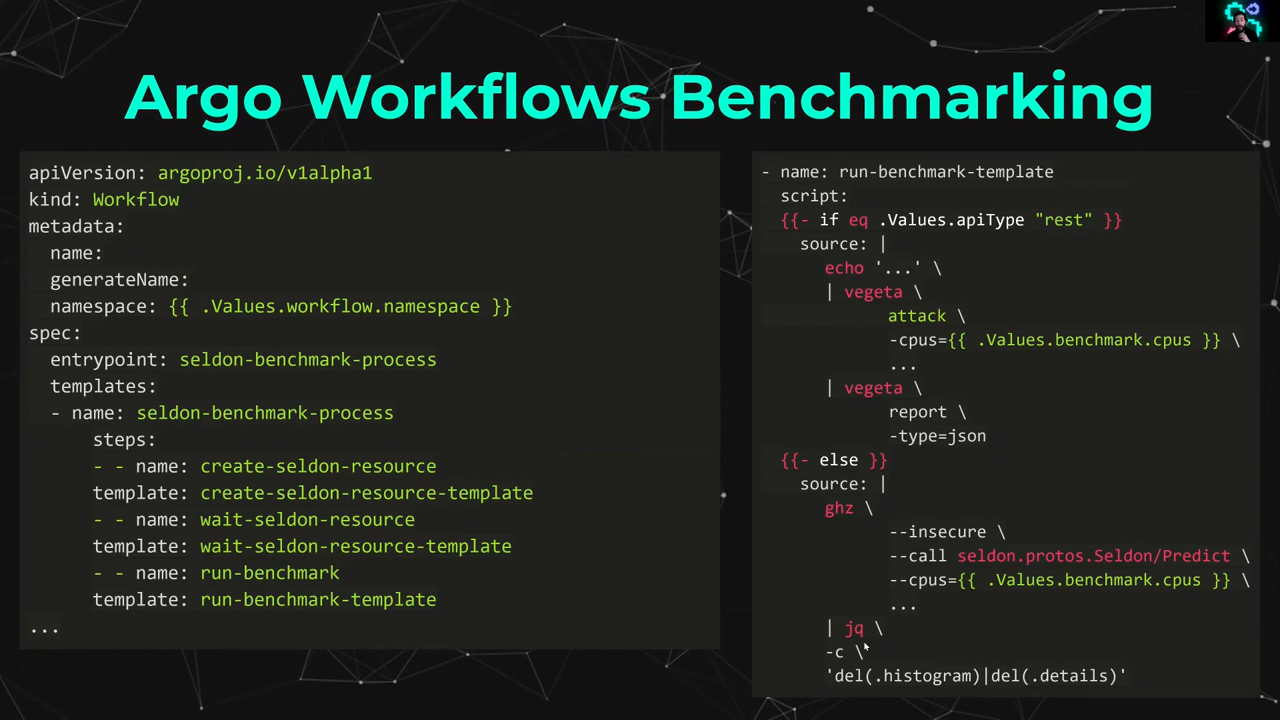 Argo Workflows Benchmarking
apiVersion: argoproj.io/v1alpha1
kind: Workflow
metadata:
  name:
  generateName:
  namespace: {{ .Values.workflow.namespace }}
spec:
  entrypoint: seldon-benchmark-process
  templates:
  - name: seldon-benchmark-process
      steps:
      - - name: create-seldon-resource
      template: create-seldon-resource-template
      - - name: wait-seldon-resource
      template: wait-seldon-resource-template
      - - name: run-benchmark
      template: run-benchmark-template
...
- name: run-benchmark-template
  script:
  {{- if eq .Values.apiType "rest" }}
    source: |
      echo '...' \
      | vegeta \
            attack \
            -cpus={{ .Values.benchmark.cpus }} \
            ...
      | vegeta \
            report \
            -type=json
  {{- else }}
    source: |
      ghz \
            --insecure \
            --call seldon.protos.Seldon/Predict \
            --cpus={{ .Values.benchmark.cpus }} \
            ...
      | jq \
      -c \
      'del(.histogram)|del(.details)'